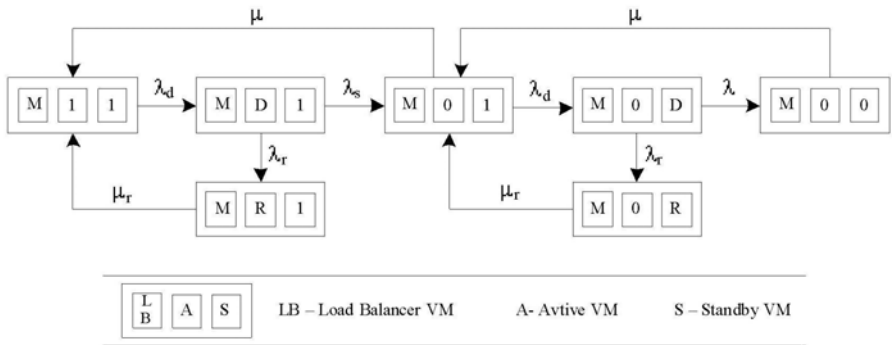 μ μ
M 1 1 λd M D 1 λs M 0 1 λd M 0 D λ M 0 0
λr λr
μr M R 1 μr M 0 R
LB A S LB – Load Balancer VM A- Avtive VM S – Standby VM